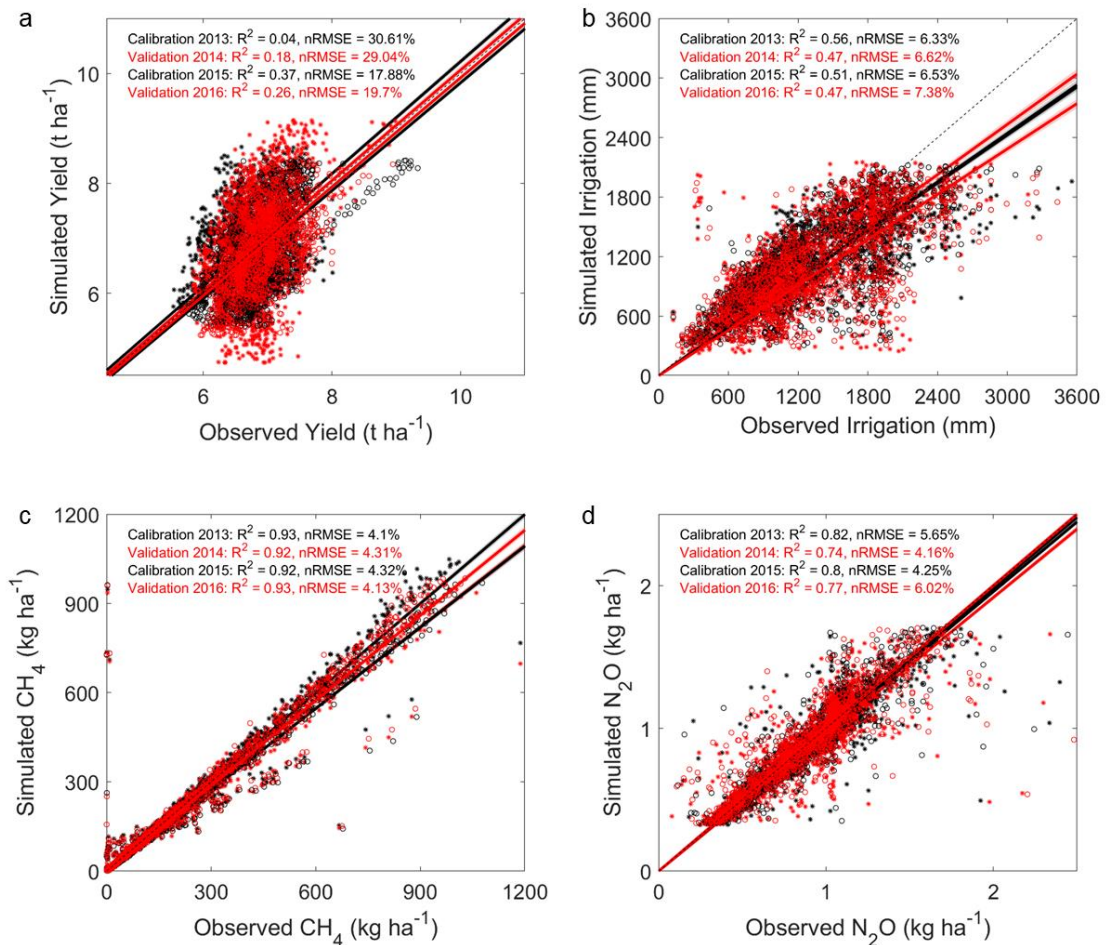 a
Calibration 2013: R² = 0.04, nRMSE = 30.61%
Validation 2014: R² = 0.18, nRMSE = 29.04%
Calibration 2015: R² = 0.37, nRMSE = 17.88%
Validation 2016: R² = 0.26, nRMSE = 19.7%
Simulated Yield (t ha⁻¹)
10
8
6
6 8 10
Observed Yield (t ha⁻¹)
b
Calibration 2013: R² = 0.56, nRMSE = 6.33%
Validation 2014: R² = 0.47, nRMSE = 6.62%
Calibration 2015: R² = 0.51, nRMSE = 6.53%
Validation 2016: R² = 0.47, nRMSE = 7.38%
Simulated Irrigation (mm)
3600
3000
2400
1800
1200
600
0
0 600 1200 1800 2400 3000 3600
Observed Irrigation (mm)
c
Calibration 2013: R² = 0.93, nRMSE = 4.1%
Validation 2014: R² = 0.92, nRMSE = 4.31%
Calibration 2015: R² = 0.92, nRMSE = 4.32%
Validation 2016: R² = 0.93, nRMSE = 4.13%
Simulated CH₄ (kg ha⁻¹)
1200
900
600
300
0
0 300 600 900 1200
Observed CH₄ (kg ha⁻¹)
d
Calibration 2013: R² = 0.82, nRMSE = 5.65%
Validation 2014: R² = 0.74, nRMSE = 4.16%
Calibration 2015: R² = 0.8, nRMSE = 4.25%
Validation 2016: R² = 0.77, nRMSE = 6.02%
Simulated N₂O (kg ha⁻¹)
2
1
0
0 1 2
Observed N₂O (kg ha⁻¹)